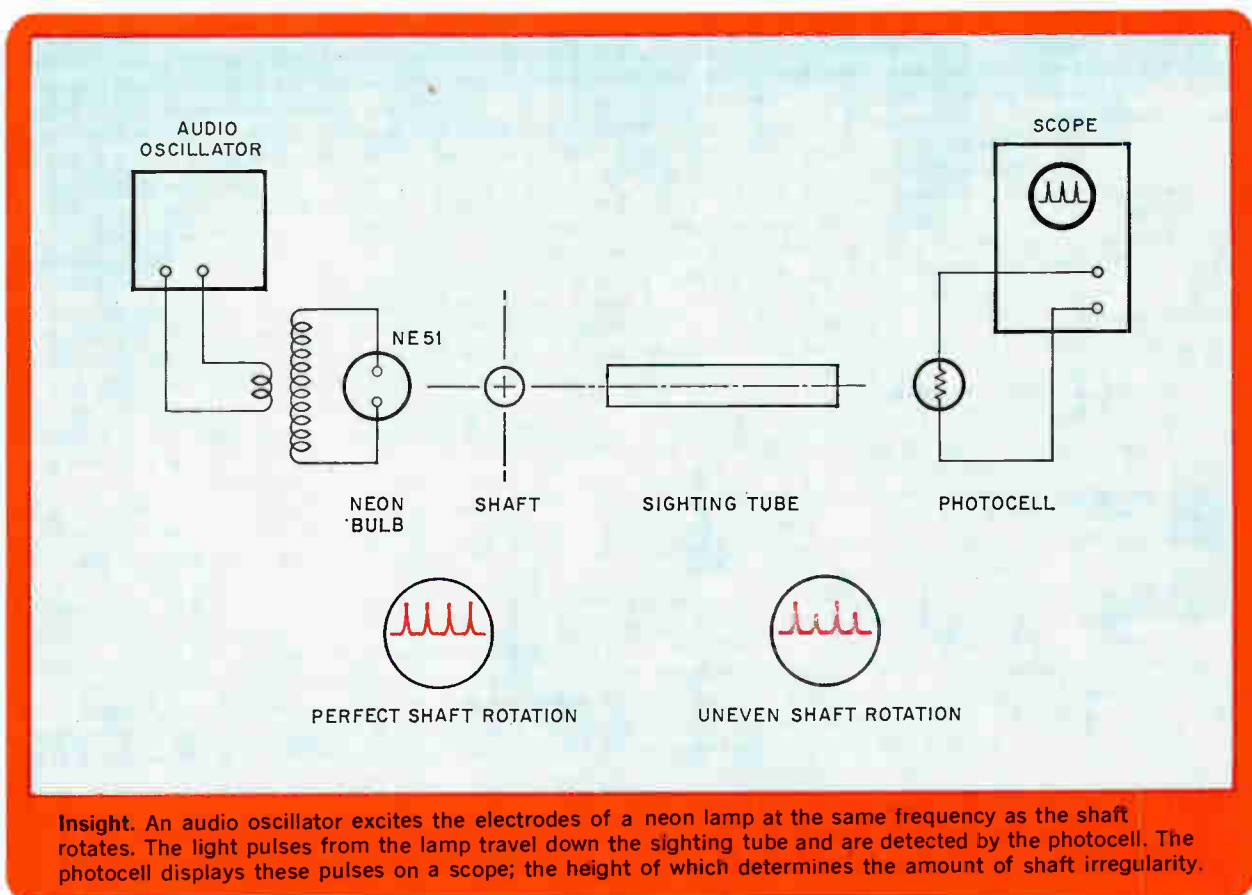 AUDIO
OSCILLATOR
SCOPE
NE51
NEON
BULB
SHAFT
SIGHTING TUBE
PHOTOCELL
PERFECT SHAFT ROTATION
UNEVEN SHAFT ROTATION
Insight. An audio oscillator excites the electrodes of a neon lamp at the same frequency as the shaft
rotates. The light pulses from the lamp travel down the sighting tube and are detected by the photocell. The
photocell displays these pulses on a scope; the height of which determines the amount of shaft irregularity.